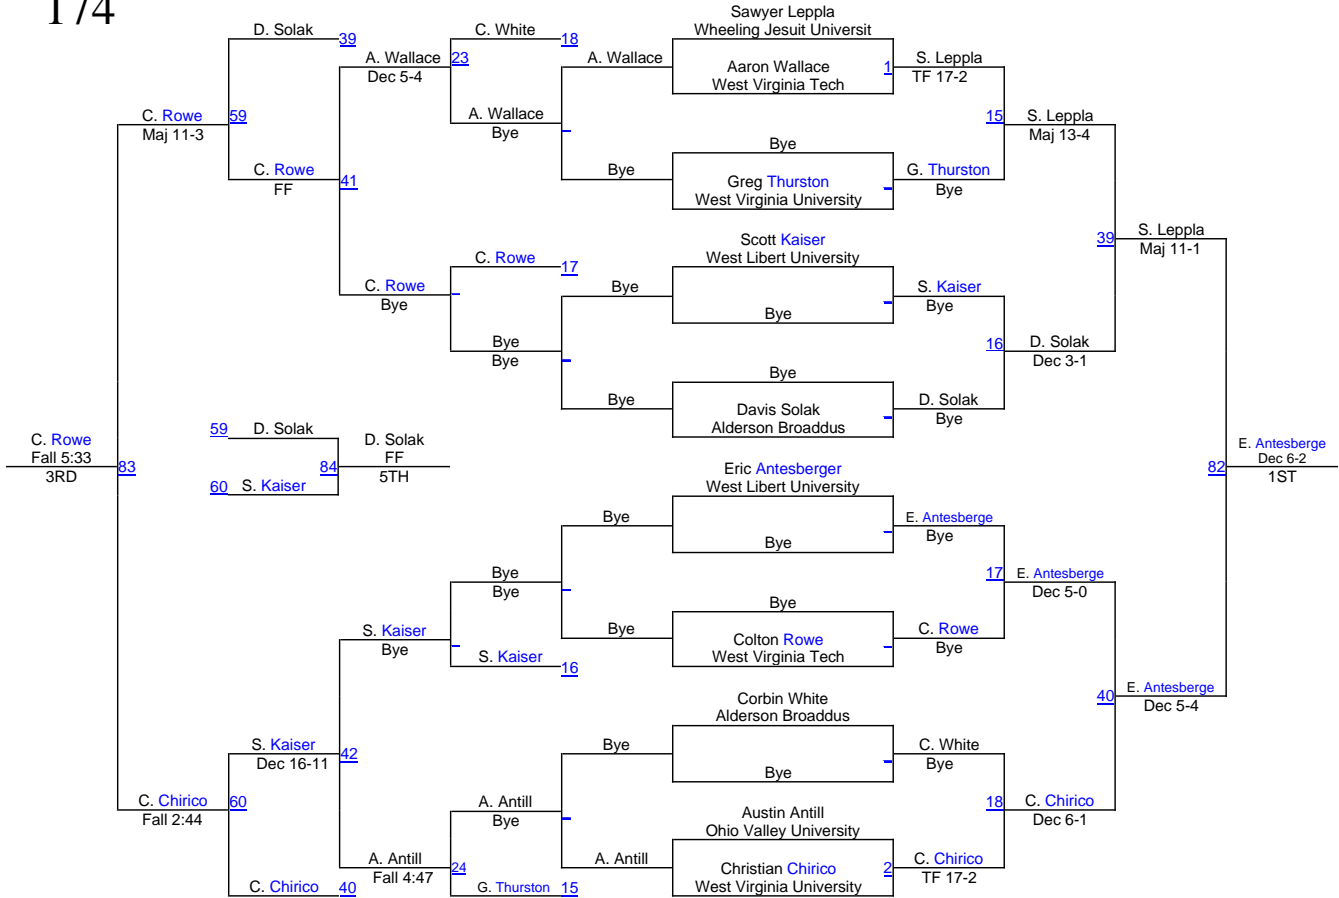 174
Sawyer Leppla
D. Solak 39 C. White 18 Wheeling Jesuit Universit
A. Wallace 23 A. Wallace Aaron Wallace 1 S. Leppla
Dec 5-4 West Virginia Tech TF 17-2
C. Rowe 59 A. Wallace 15 S. Leppla
Maj 11-3 Bye Maj 13-4
Bye
C. Rowe 41 Bye Greg Thurston G. Thurston
FF West Virginia University Bye
Scott Kaiser 39 S. Leppla
C. Rowe 17 West Libert University Maj 11-1
C. Rowe Bye S. Kaiser
Bye Bye Bye
Bye 16 D. Solak
Bye Dec 3-1
Bye
Bye Davis Solak D. Solak
Alderson Broaddus Bye
59 D. Solak D. Solak
C. Rowe FF E. Antesberge
Fall 5:33 83 84 5TH 82 Dec 6-2
3RD 1ST
60 S. Kaiser
Eric Antesberger
West Libert University
Bye E. Antesberge
Bye Bye
Bye 17 E. Antesberge
Bye Dec 5-0
Bye
S. Kaiser Bye Colton Rowe C. Rowe
Bye West Virginia Tech Bye
S. Kaiser 16
Corbin White 40 E. Antesberge
Alderson Broaddus Dec 5-4
S. Kaiser 42 Bye C. White
Dec 16-11 Bye Bye
C. Chirico 60 A. Antill Austin Antill 18 C. Chirico
Fall 2:44 Bye Ohio Valley University Dec 6-1
A. Antill 24 A. Antill Christian Chirico 2 C. Chirico
Fall 4:47 West Virginia University TF 17-2
C. Chirico 40 G. Thurston 15